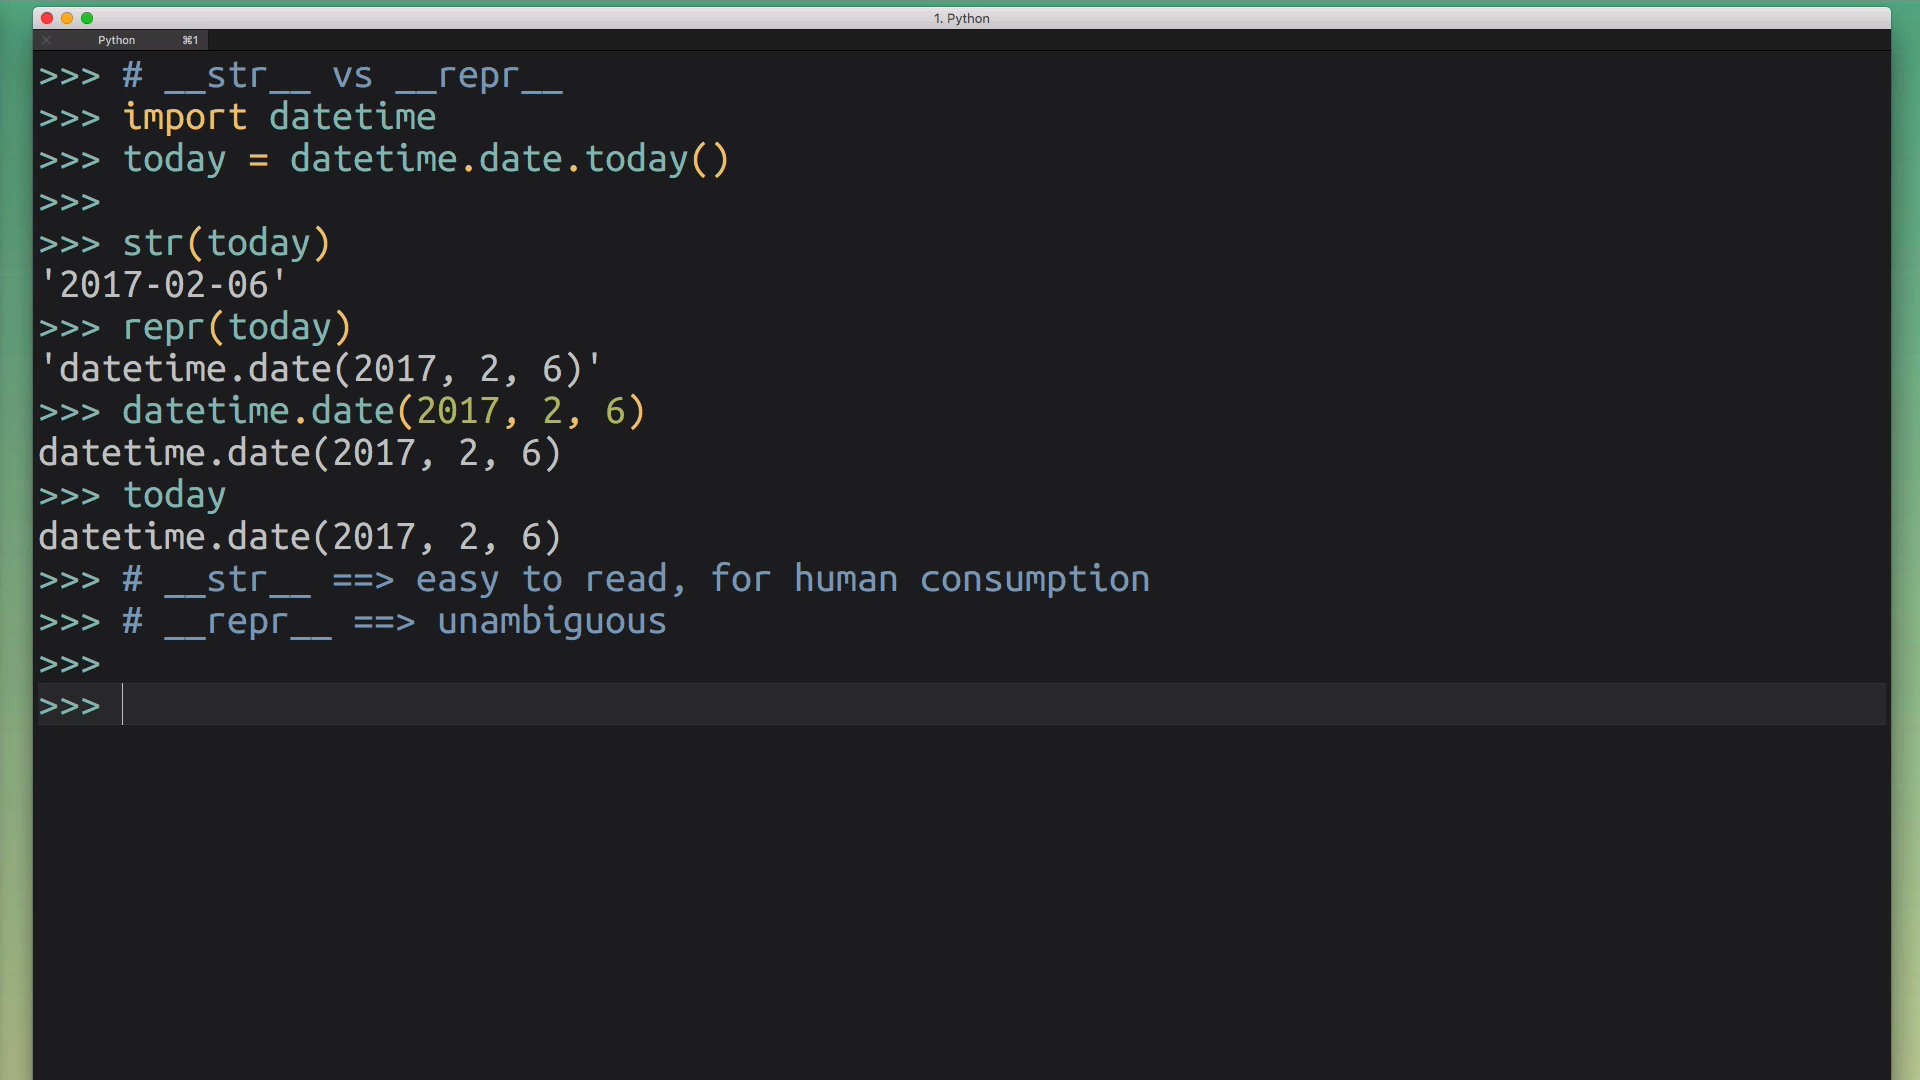 1. Python
Python ⌘1
>>> # __str__ vs __repr__
>>> import datetime
>>> today = datetime.date.today()
>>>
>>> str(today)
'2017-02-06'
>>> repr(today)
'datetime.date(2017, 2, 6)'
>>> datetime.date(2017, 2, 6)
datetime.date(2017, 2, 6)
>>> today
datetime.date(2017, 2, 6)
>>> # __str__ ==> easy to read, for human consumption
>>> # __repr__ ==> unambiguous
>>>
>>>